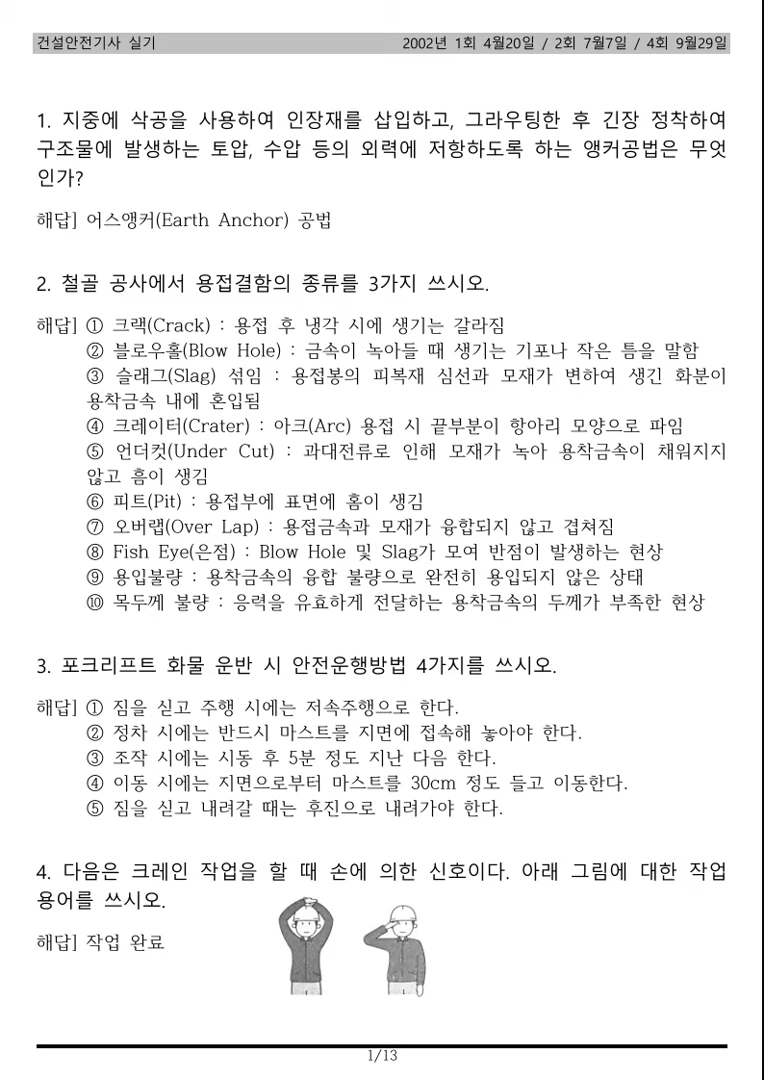 건설안전기사 실기
2002년 1회 4월20일 / 2회 7월7일 / 4회 9월29일
1. 지중에 삭공을 사용하여 인장재를 삽입하고, 그라우팅한 후 긴장 정착하여
구조물에 발생하는 토압, 수압 등의 외력에 저항하도록 하는 앵커공법은 무엇
인가?
해답] 어스앵커(Earth Anchor) 공법
2. 철골 공사에서 용접결함의 종류를 3가지 쓰시오.
해답] ① 크랙(Crack) : 용접 후 냉각 시에 생기는 갈라짐
② 블로우홀(Blow Hole) : 금속이 녹아들 때 생기는 기포나 작은 틈을 말함
③ 슬래그(Slag) 섞임 : 용접봉의 피복재 심선과 모재가 변하여 생긴 화분이
용착금속 내에 혼입됨
④ 크레이터(Crater) : 아크(Arc) 용접 시 끝부분이 항아리 모양으로 파임
⑤ 언더컷(Under Cut) : 과대전류로 인해 모재가 녹아 용착금속이 채워지지
않고 흠이 생김
⑥ 피트(Pit) : 용접부에 표면에 홈이 생김
⑦ 오버랩(Over Lap) : 용접금속과 모재가 융합되지 않고 겹쳐짐
⑧ Fish Eye(은점) : Blow Hole 및 Slag가 모여 반점이 발생하는 현상
⑨ 용입불량 : 용착금속의 융합 불량으로 완전히 용입되지 않은 상태
⑩ 목두께 불량 : 응력을 유효하게 전달하는 용착금속의 두께가 부족한 현상
3. 포크리프트 화물 운반 시 안전운행방법 4가지를 쓰시오.
해답] ① 짐을 싣고 주행 시에는 저속주행으로 한다.
② 정차 시에는 반드시 마스트를 지면에 접속해 놓아야 한다.
③ 조작 시에는 시동 후 5분 정도 지난 다음 한다.
④ 이동 시에는 지면으로부터 마스트를 30cm 정도 들고 이동한다.
⑤ 짐을 싣고 내려갈 때는 후진으로 내려가야 한다.
4. 다음은 크레인 작업을 할 때 손에 의한 신호이다. 아래 그림에 대한 작업
용어를 쓰시오.
해답] 작업 완료
1/13